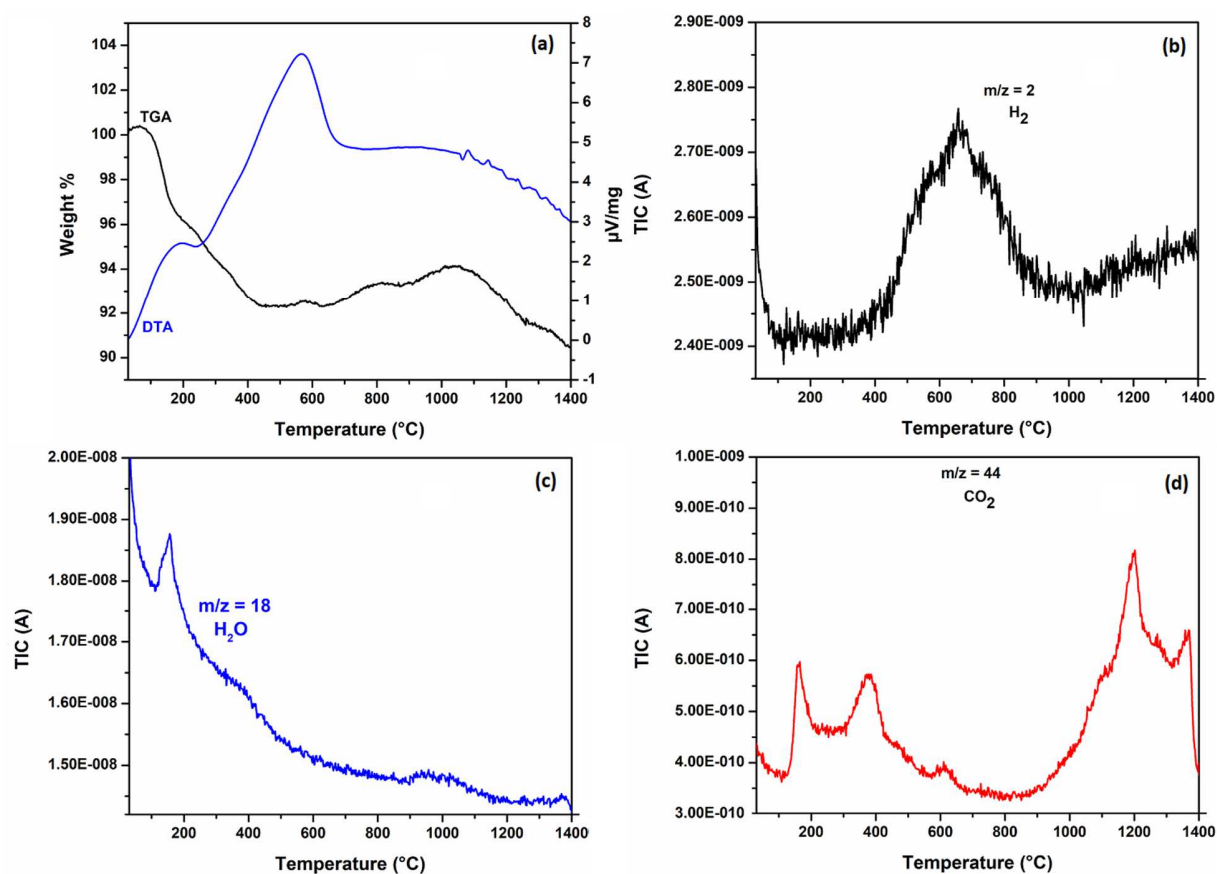 (a)
104
102
100
98
96
94
92
90
Weight %
TGA
DTA
7
6
5
4
3
2
1
0
-1
µV/mg
200 400 600 800 1000 1200 1400
Temperature (°C)
(b)
m/z = 2
H2
2.90E-009
2.80E-009
2.70E-009
2.60E-009
2.50E-009
2.40E-009
TIC (A)
200 400 600 800 1000 1200 1400
Temperature (°C)
(c)
2.00E-008
1.90E-008
1.80E-008
1.70E-008
1.60E-008
1.50E-008
TIC (A)
m/z = 18
H2O
200 400 600 800 1000 1200 1400
Temperature (°C)
(d)
m/z = 44
CO2
1.00E-009
9.00E-010
8.00E-010
7.00E-010
6.00E-010
5.00E-010
4.00E-010
3.00E-010
TIC (A)
200 400 600 800 1000 1200 1400
Temperature (°C)